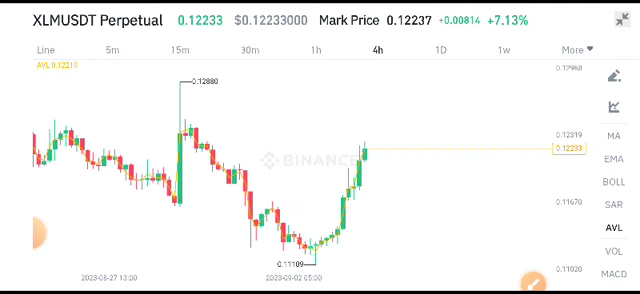 XLMUSDT Perpetual 0.12233 $0.12233000 Mark Price 0.12237 +0.00814 +7.13%
Line 5m 15m 30m 1h 4h 1D 1w More
AVL 0.12215
0.12968
0.12880
0.12319
0.12233
BINANCE
0.11670
0.11109
0.11020
2023-08-27 13:00 2023-09-02 05:00
MA
EMA
BOLL
SAR
AVL
VOL
MACD